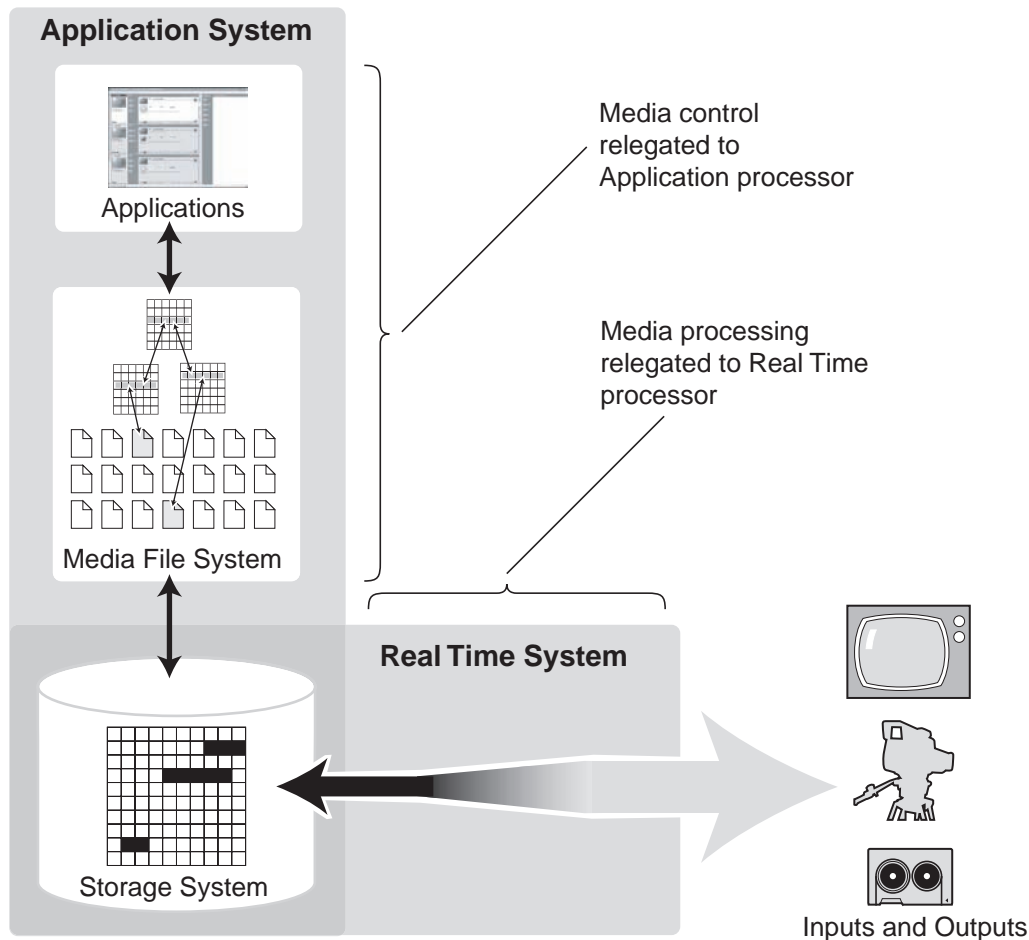 Application System
Applications
Media control
relegated to
Application processor
Media processing
relegated to Real Time
processor
Media File System
Real Time System
Storage System
Inputs and Outputs